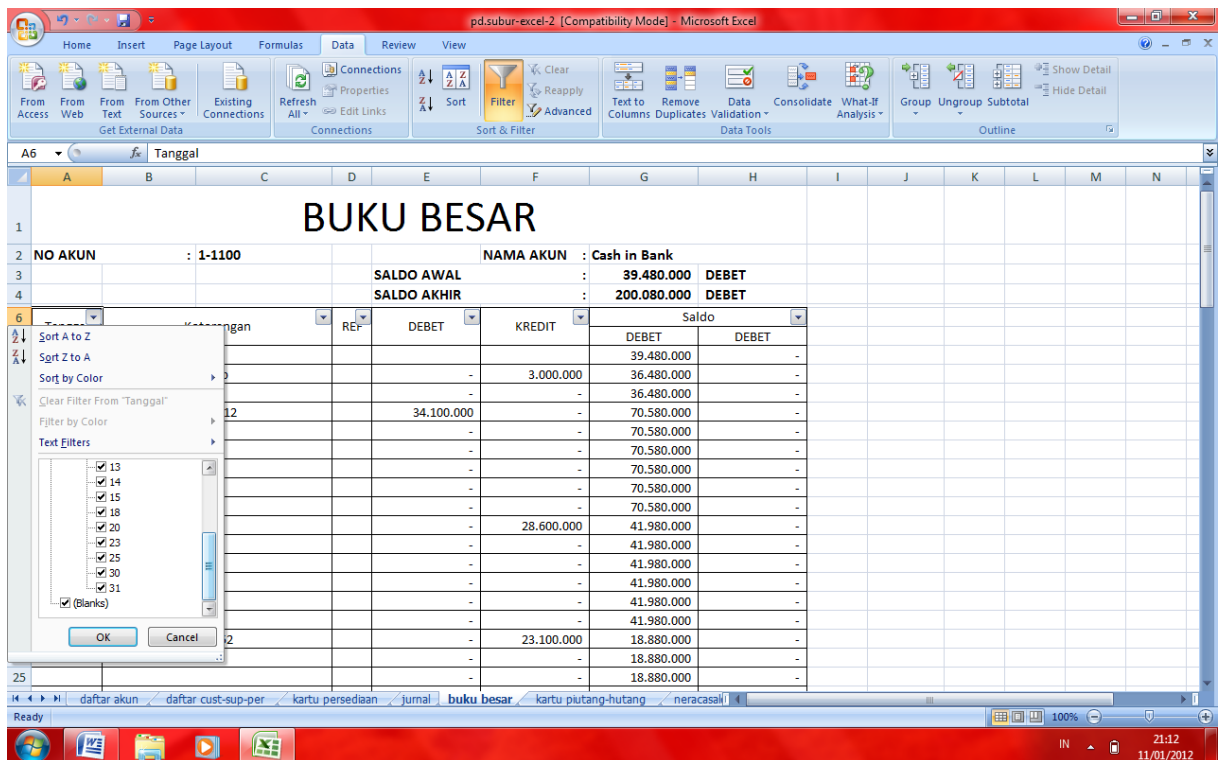 pd.subur-excel-2 [Compatibility Mode] - Microsoft Excel
Home Insert Page Layout Formulas Data Review View
From Access From Web From Text From Other Sources Existing Connections
Get External Data
Refresh All Connections Properties Edit Links
Connections
Sort Filter Clear Reapply Advanced
Sort & Filter
Text to Columns Remove Duplicates Data Validation Consolidate What-If Analysis
Data Tools
Group Ungroup Subtotal Show Detail Hide Detail
Outline
A6 fx Tanggal
A B C D E F G H I J K L M N
1 BUKU BESAR
2 NO AKUN : 1-1100 NAMA AKUN : Cash in Bank
3 SALDO AWAL : 39.480.000 DEBET
4 SALDO AKHIR : 200.080.000 DEBET
6 REF DEBET KREDIT Saldo
DEBET DEBET
39.480.000 -
- 3.000.000 36.480.000 -
- - 36.480.000 -
12 34.100.000 - 70.580.000 -
- - 70.580.000 -
- - 70.580.000 -
- - 70.580.000 -
- - 70.580.000 -
- - 70.580.000 -
- 28.600.000 41.980.000 -
- - 41.980.000 -
- - 41.980.000 -
- - 41.980.000 -
- - 41.980.000 -
- - 41.980.000 -
2 - 23.100.000 18.880.000 -
- - 18.880.000 -
25 - - 18.880.000 -
Sort A to Z
Sort Z to A
Sort by Color
Clear Filter From "Tanggal"
Filter by Color
Text Filters
13
14
15
18
20
23
25
30
31
(Blanks)
OK Cancel
daftar akun daftar cust-sup-per kartu persediaan jurnal buku besar kartu piutang-hutang neracasal
Ready 100%
IN 21:12
11/01/2012